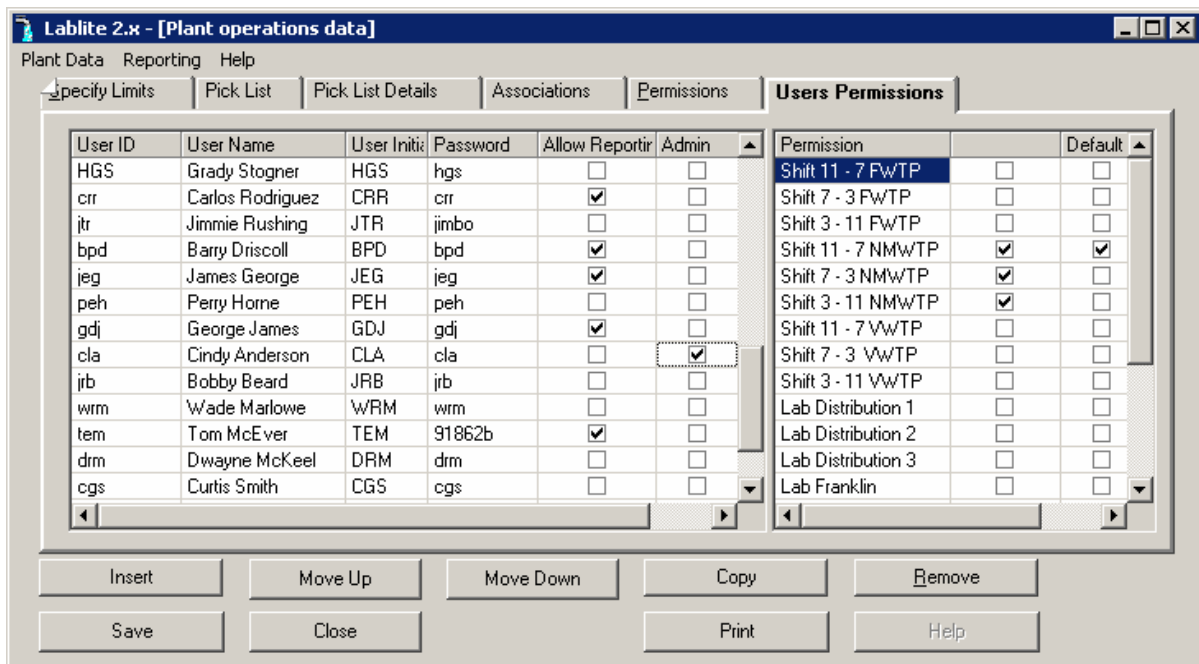 Lablite 2.x - [Plant operations data]
Plant Data Reporting Help
Specify Limits Pick List Pick List Details Associations Permissions Users Permissions
User ID User Name User Initia Password Allow Reportin Admin Permission Default
HGS Grady Stogner HGS hgs Shift 11 - 7 FWTP
crr Carlos Rodriguez CRR crr Shift 7 - 3 FWTP
jtr Jimmie Rushing JTR jimbo Shift 3 - 11 FWTP
bpd Barry Driscoll BPD bpd Shift 11 - 7 NMWTP
jeg James George JEG jeg Shift 7 - 3 NMWTP
peh Perry Horne PEH peh Shift 3 - 11 NMWTP
gdj George James GDJ gdj Shift 11 - 7 VWTP
cla Cindy Anderson CLA cla Shift 7 - 3 VWTP
jrb Bobby Beard JRB jrb Shift 3 - 11 VWTP
wrm Wade Marlowe WRM wrm Lab Distribution 1
tem Tom McEver TEM 91862b Lab Distribution 2
drm Dwayne McKeel DRM drm Lab Distribution 3
cgs Curtis Smith CGS cgs Lab Franklin
Insert Move Up Move Down Copy Remove
Save Close Print Help